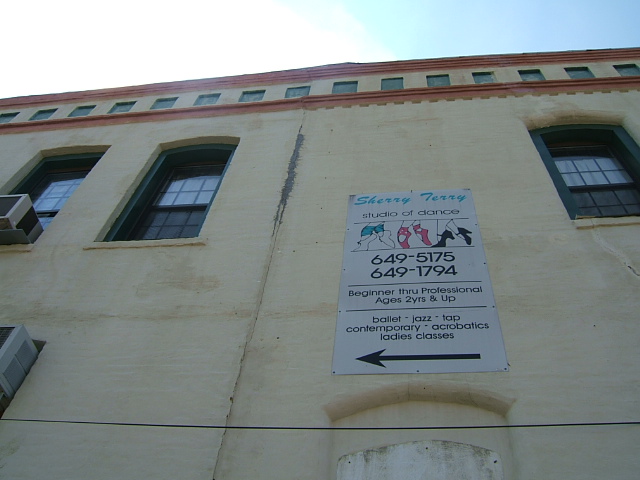 Sherry Terry
studio of dance
649-5175
649-1794
Beginner thru Professional
Ages 2yrs & Up
ballet - jazz - tap
contemporary - acrobatics
ladies classes